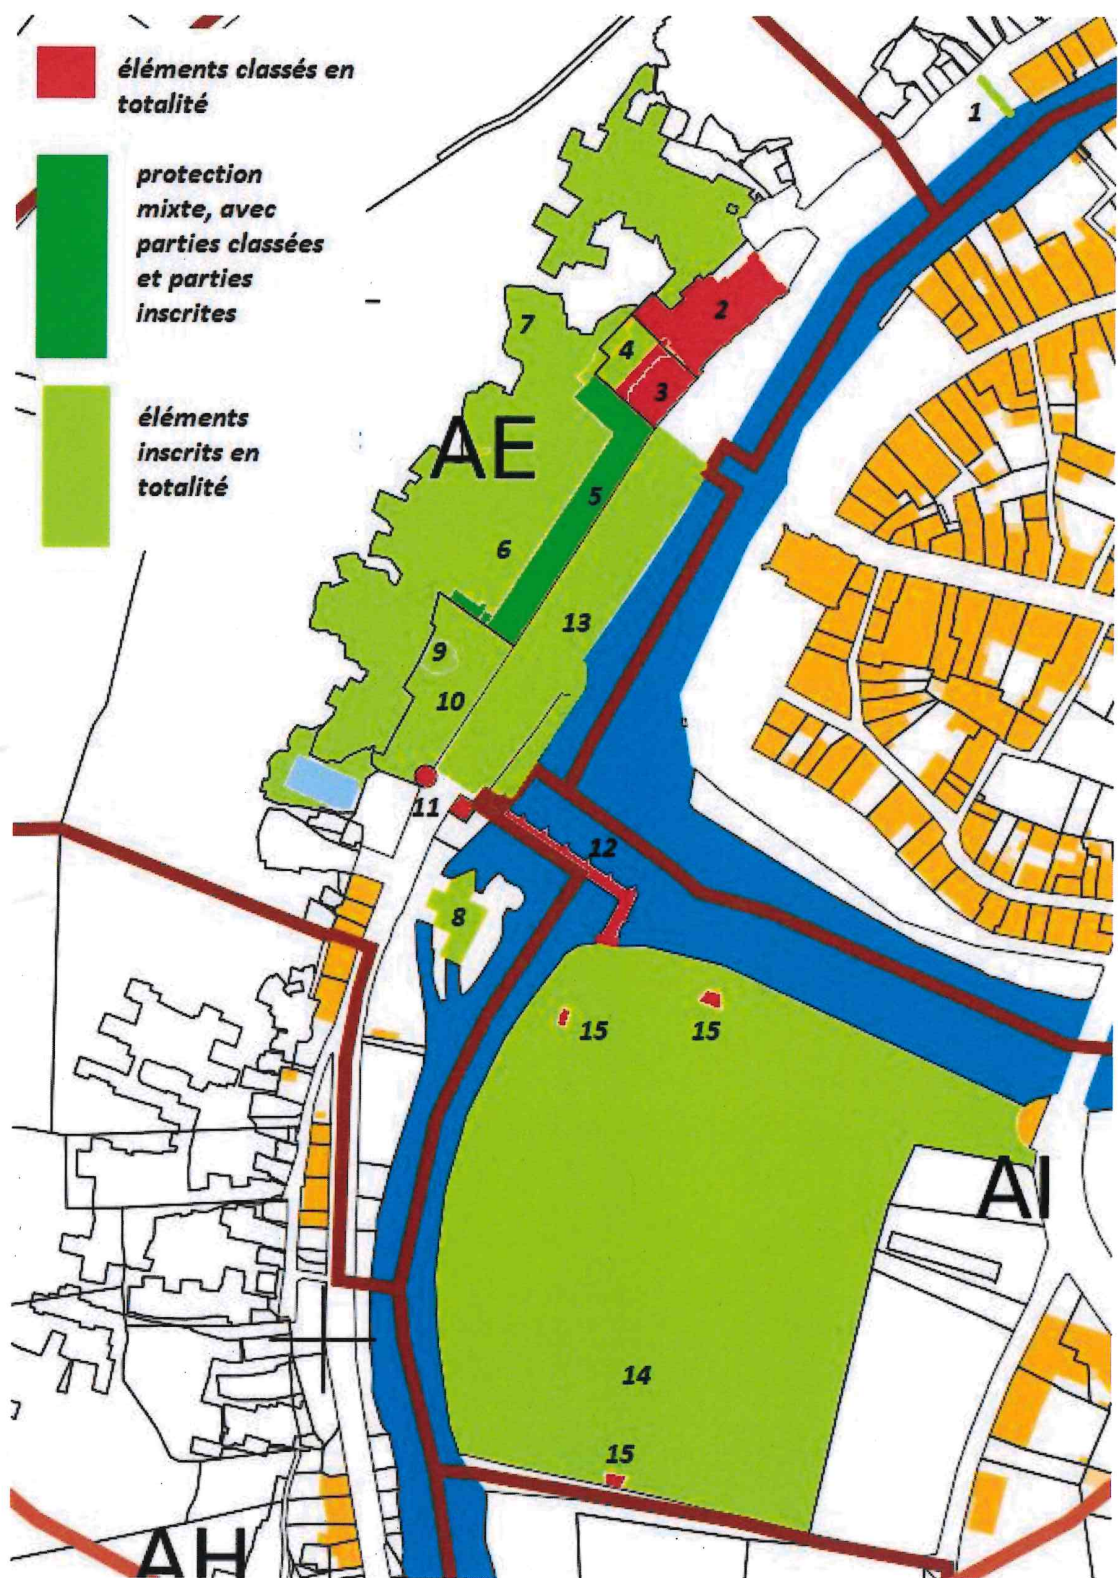 éléments classés en
totalité
protection
mixte, avec
parties classées
et parties
inscrites
éléments
inscrits en
totalité
1
2
7
4
3
AE
5
6
13
9
10
11
12
8
15
15
AI
14
15
AH